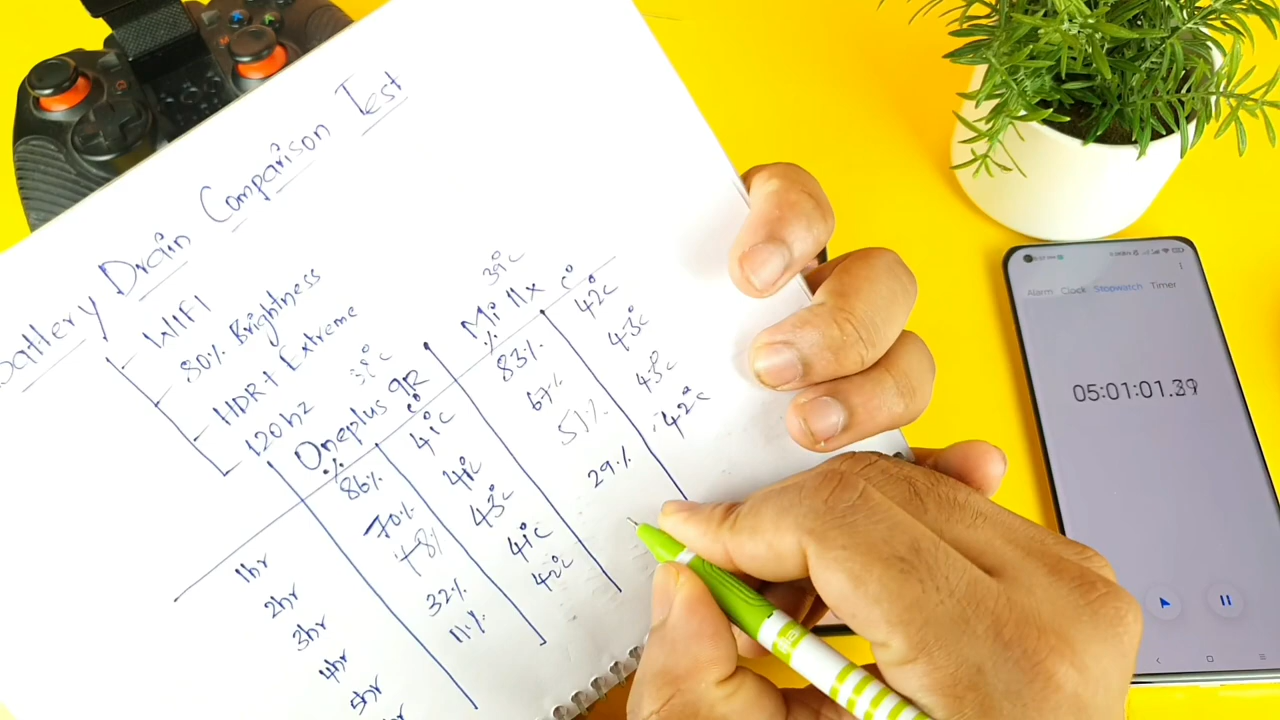 Battery Drain Comparison Test
WIFI
80% Brightness
HDR+ Extreme
120hz
39°c
Oneplus 9R
Mi 11x
% c° % c°
1hr 86% 41°c 83% 42°c
2hr 70% 41°c 67% 43°c
3hr 48% 43°c 51% 43°c
4hr 32% 41°c 29% 42°c
5hr 11% 42°c
Alarm Clock Stopwatch Timer
05:01:01.39